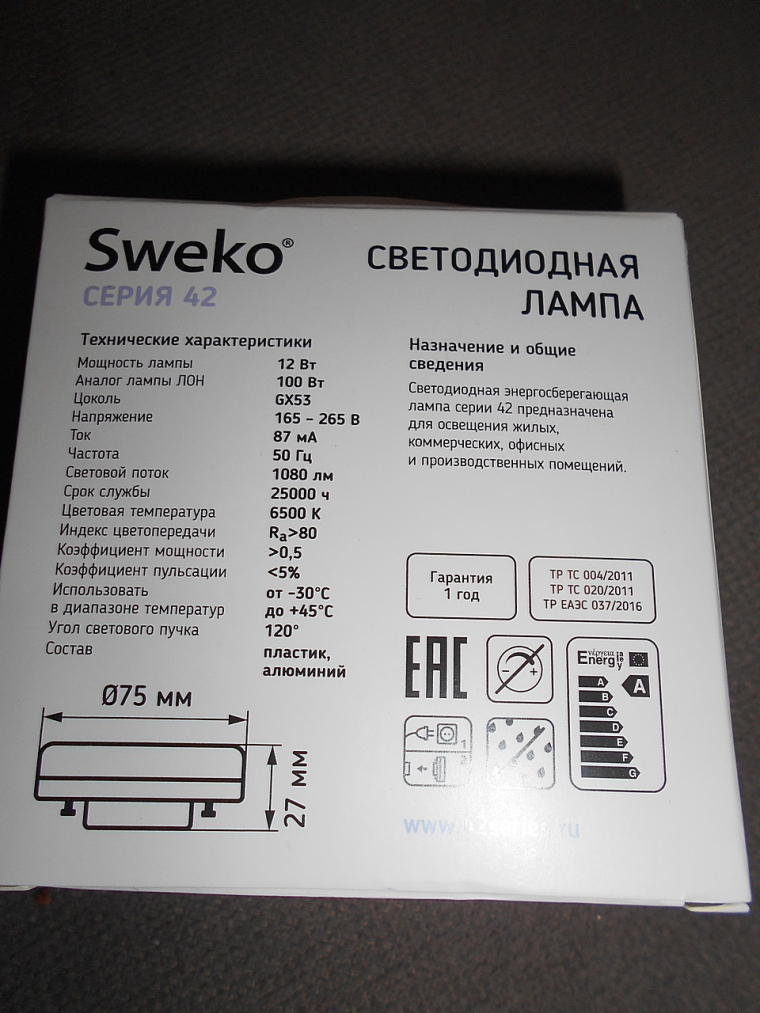 Sweko®
СЕРИЯ 42
СВЕТОДИОДНАЯ
ЛАМПА
Технические характеристики
Мощность лампы 12 Вт
Аналог лампы ЛОН 100 Вт
Цоколь GX53
Напряжение 165 – 265 В
Ток 87 мА
Частота 50 Гц
Световой поток 1080 лм
Срок службы 25000 ч
Цветовая температура 6500 К
Индекс цветопередачи Ra>80
Коэффициент мощности >0,5
Коэффициент пульсации <5%
Использовать от -30°С
в диапазоне температур до +45°С
Угол светового пучка 120°
Состав пластик,
алюминий
Ø75 мм
27 мм
Назначение и общие
сведения
Светодиодная энергосберегающая
лампа серии 42 предназначена
для освещения жилых,
коммерческих, офисных
и производственных помещений.
Гарантия
1 год
ТР ТС 004/2011
ТР ТС 020/2011
ТР ЕАЭС 037/2016
EAC
- +
1
2
Energ
A A
B
C
D
E
F
G
www. .ru